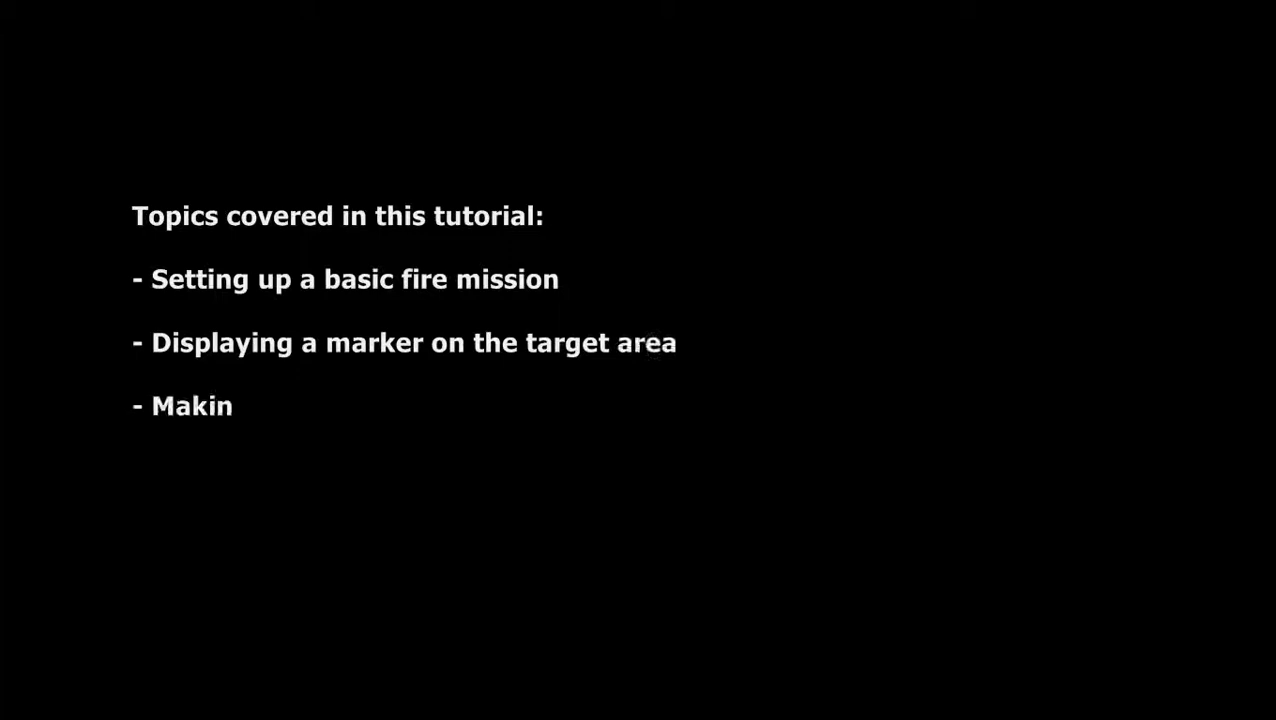 Topics covered in this tutorial:
- Setting up a basic fire mission
- Displaying a marker on the target area
- Makin